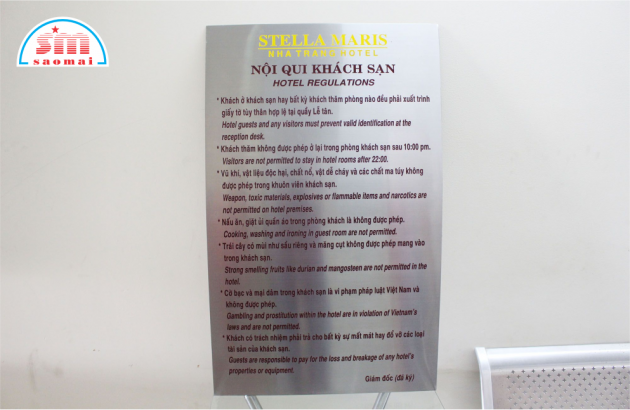 sim
saomai
STELLA MARIS
NHA TRANG HOTEL
NỘI QUI KHÁCH SẠN
HOTEL REGULATIONS
* Khách ở khách sạn hay bất kỳ khách thăm phòng nào đều phải xuất trình
giấy tờ tùy thân hợp lệ tại quầy Lễ tân.
Hotel guests and any visitors must prevent valid identification at the
reception desk.
* Khách thăm không được phép ở lại trong phòng khách sạn sau 10:00 pm.
Visitors are not permitted to stay in hotel rooms after 22:00.
* Vũ khí, vật liệu độc hại, chất nổ, vật dễ cháy và các chất ma túy không
được phép trong khuôn viên khách sạn.
Weapon, toxic materials, explosives or flammable items and narcotics are
not permitted on hotel premises.
* Nấu ăn, giặt ủi quần áo trong phòng khách là không được phép.
Cooking, washing and ironing in guest room are not permitted.
* Trái cây có mùi như sầu riêng và măng cụt không được phép mang vào
trong khách sạn.
Strong smelling fruits like durian and mangosteen are not permitted in the
hotel.
* Cờ bạc và mại dâm trong khách sạn là vi phạm pháp luật Việt Nam và
không được phép.
Gambling and prostitution within the hotel are in violation of Vietnam's
laws and are not permitted.
* Khách có trách nhiệm phải trả cho bất kỳ sự mất mát hay đổ vỡ các loại
tài sản của khách sạn.
Guests are responsible to pay for the loss and breakage of any hotel's
properties or equipment.
Giám đốc (đã ký)